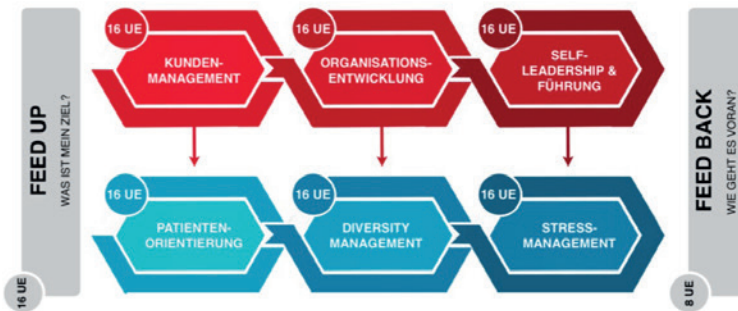 FEED UP
WAS IST MEIN ZIEL?
16 UE
16 UE
KUNDEN-
MANAGEMENT
16 UE
ORGANISATIONS-
ENTWICKLUNG
16 UE
SELF-
LEADERSHIP &
FÜHRUNG
16 UE
PATIENTEN-
ORIENTIERUNG
16 UE
DIVERSITY
MANAGEMENT
16 UE
STRESS-
MANAGEMENT
FEED BACK
WIE GEHT ES VORAN?
8 UE